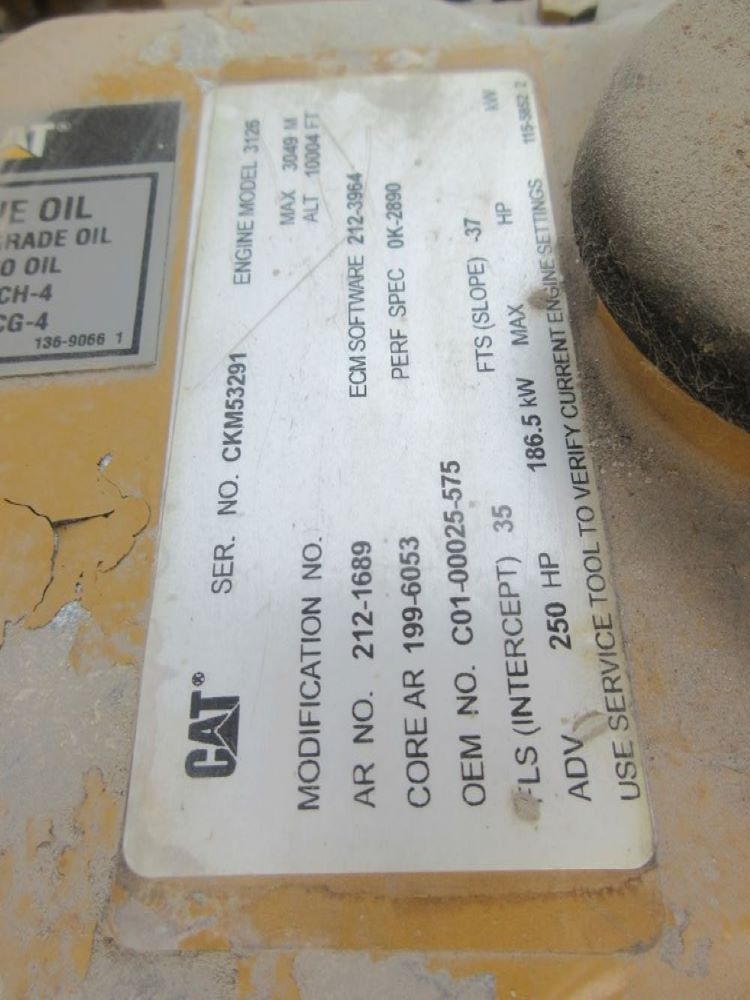 CAT®
SER. NO. CKM53291 ENGINE MODEL 3126
MAX 3049 M
ALT 10004 FT
MODIFICATION NO.
AR NO. 212-1689 ECM SOFTWARE 212-3964
CORE AR 199-6053 PERF SPEC 0K-2890
OEM NO. C01-00025-575
FLS (INTERCEPT) 35 FTS (SLOPE) -37
ADV 250 HP 186.5 kW MAX HP kW
USE SERVICE TOOL TO VERIFY CURRENT ENGINE SETTINGS 115-5852 2
AT®
VE OIL
RADE OIL
O OIL
CH-4
CG-4
136-9066 1